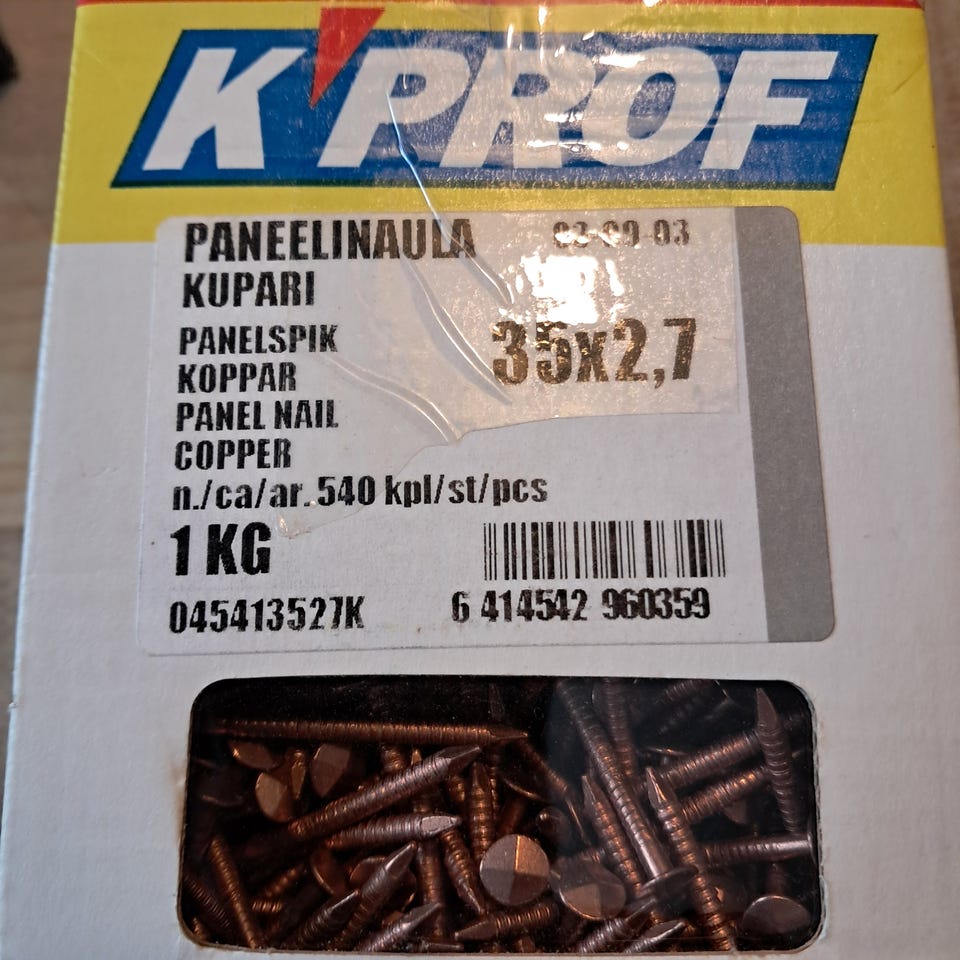 K'PROF
PANEELINAULA
KUPARI
PANELSPIK
KOPPAR
35x2,7
PANEL NAIL
COPPER
n./ca/ar. 540 kpl/st/pcs
1 KG
045413527K
6 414542 960359